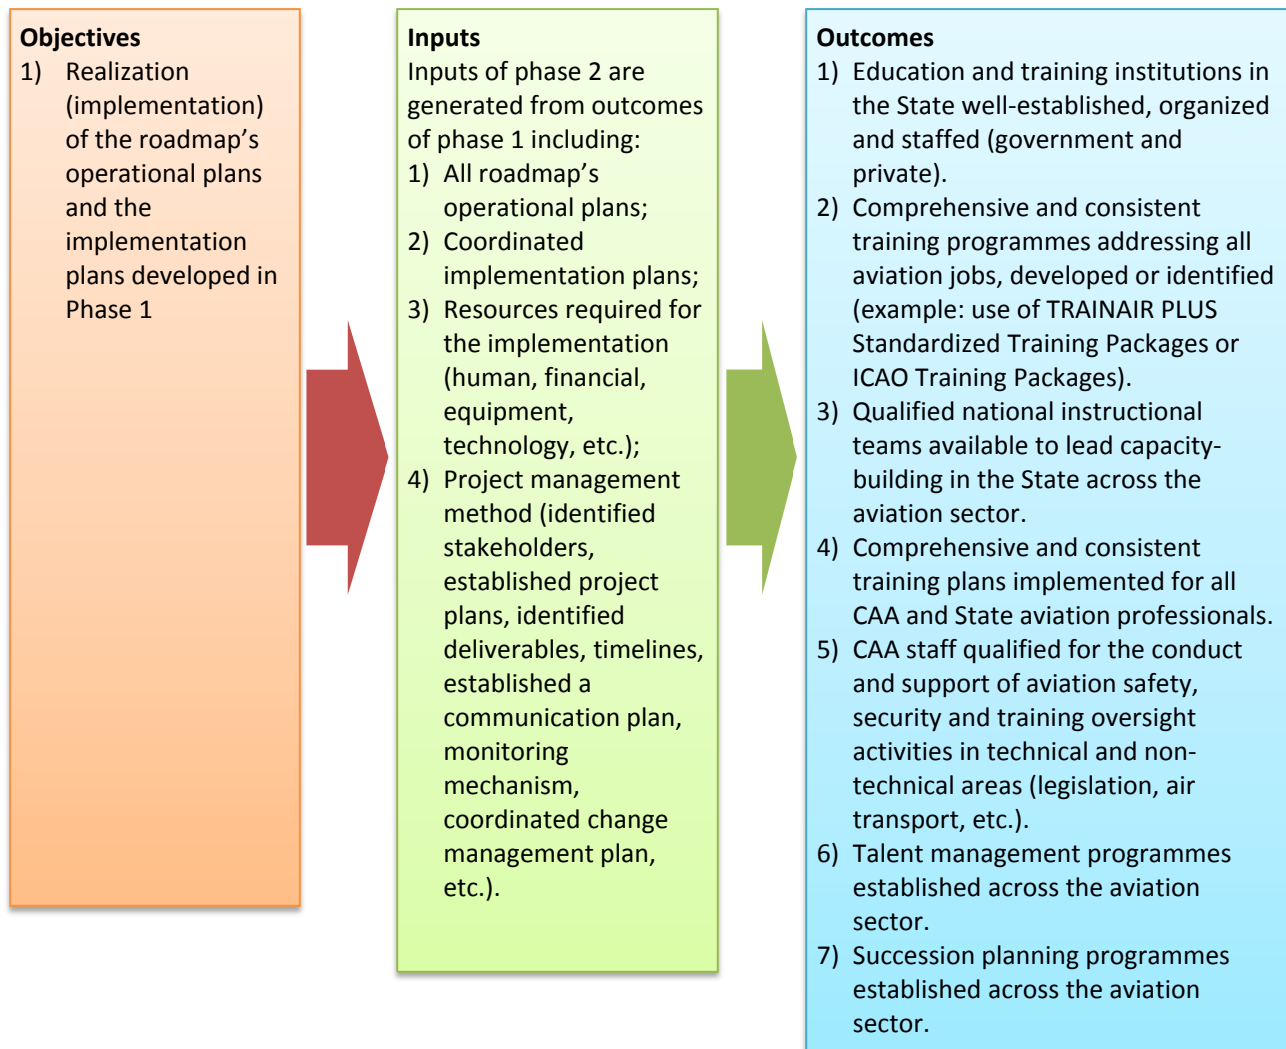 Objectives
1) Realization
(implementation)
of the roadmap’s
operational plans
and the
implementation
plans developed in
Phase 1
Inputs
Inputs of phase 2 are
generated from outcomes
of phase 1 including:
1) All roadmap’s
operational plans;
2) Coordinated
implementation plans;
3) Resources required for
the implementation
(human, financial,
equipment,
technology, etc.);
4) Project management
method (identified
stakeholders,
established project
plans, identified
deliverables, timelines,
established a
communication plan,
monitoring
mechanism,
coordinated change
management plan,
etc.).
Outcomes
1) Education and training institutions in
the State well-established, organized
and staffed (government and
private).
2) Comprehensive and consistent
training programmes addressing all
aviation jobs, developed or identified
(example: use of TRAINAIR PLUS
Standardized Training Packages or
ICAO Training Packages).
3) Qualified national instructional
teams available to lead capacity-
building in the State across the
aviation sector.
4) Comprehensive and consistent
training plans implemented for all
CAA and State aviation professionals.
5) CAA staff qualified for the conduct
and support of aviation safety,
security and training oversight
activities in technical and non-
technical areas (legislation, air
transport, etc.).
6) Talent management programmes
established across the aviation
sector.
7) Succession planning programmes
established across the aviation
sector.